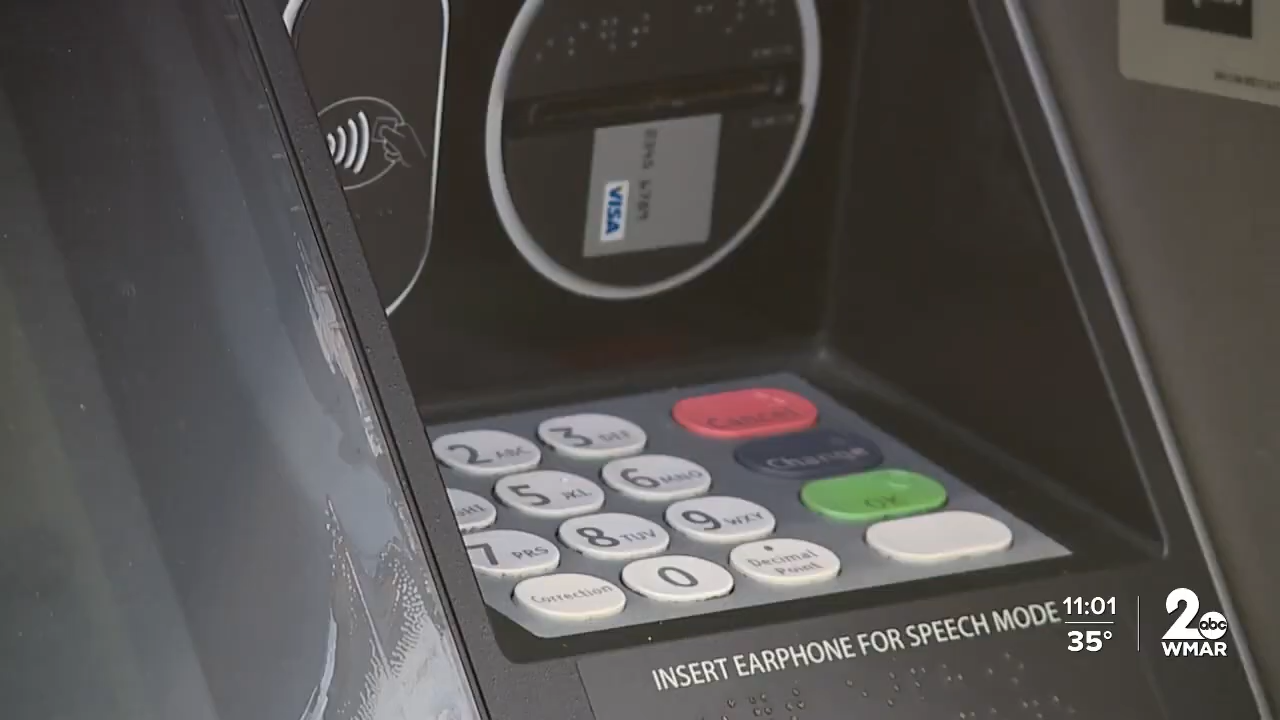 VISA
Cancel
3 DEF
2 ABC
Change
6 MNO
5 JKL
OK
GHI
9 WXY
8 TUV
7 PRS
Decimal
Point
0
Correction
INSERT EARPHONE FOR SPEECH MODE
11:01
35°
2 abc
WMAR